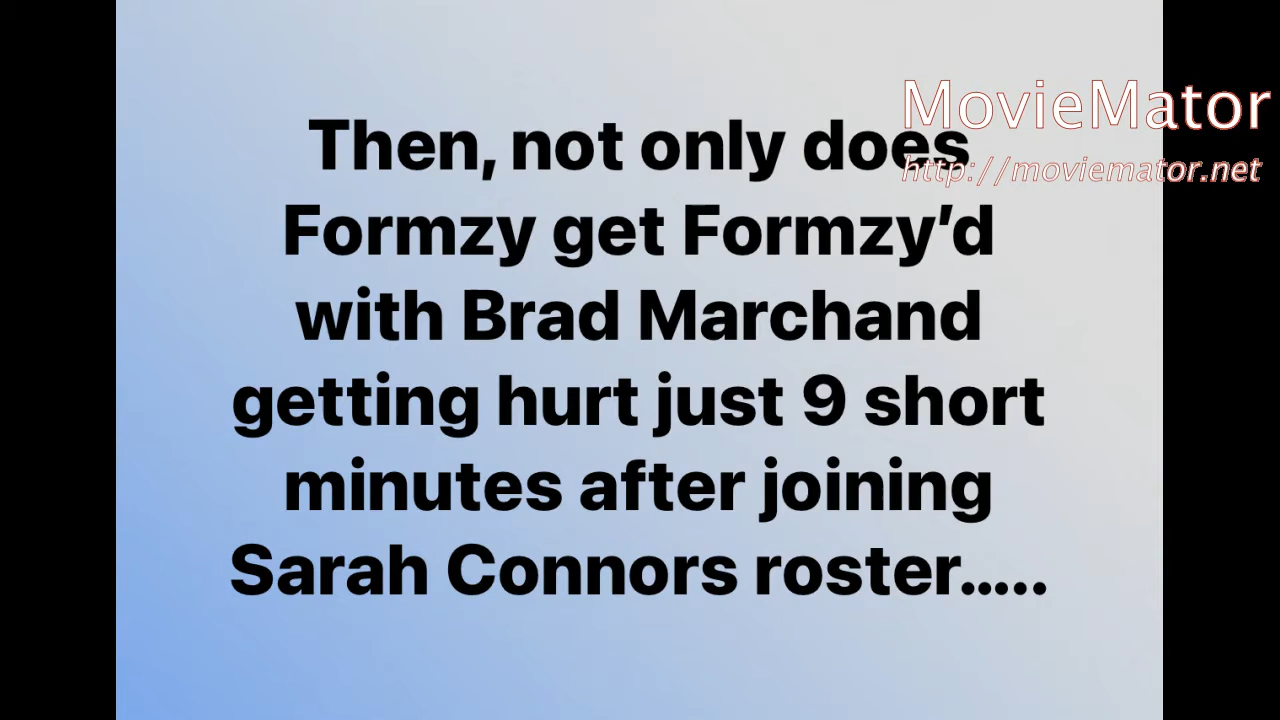 MovieMator
http://moviemator.net
Then, not only does
Formzy get Formzy’d
with Brad Marchand
getting hurt just 9 short
minutes after joining
Sarah Connors roster…..